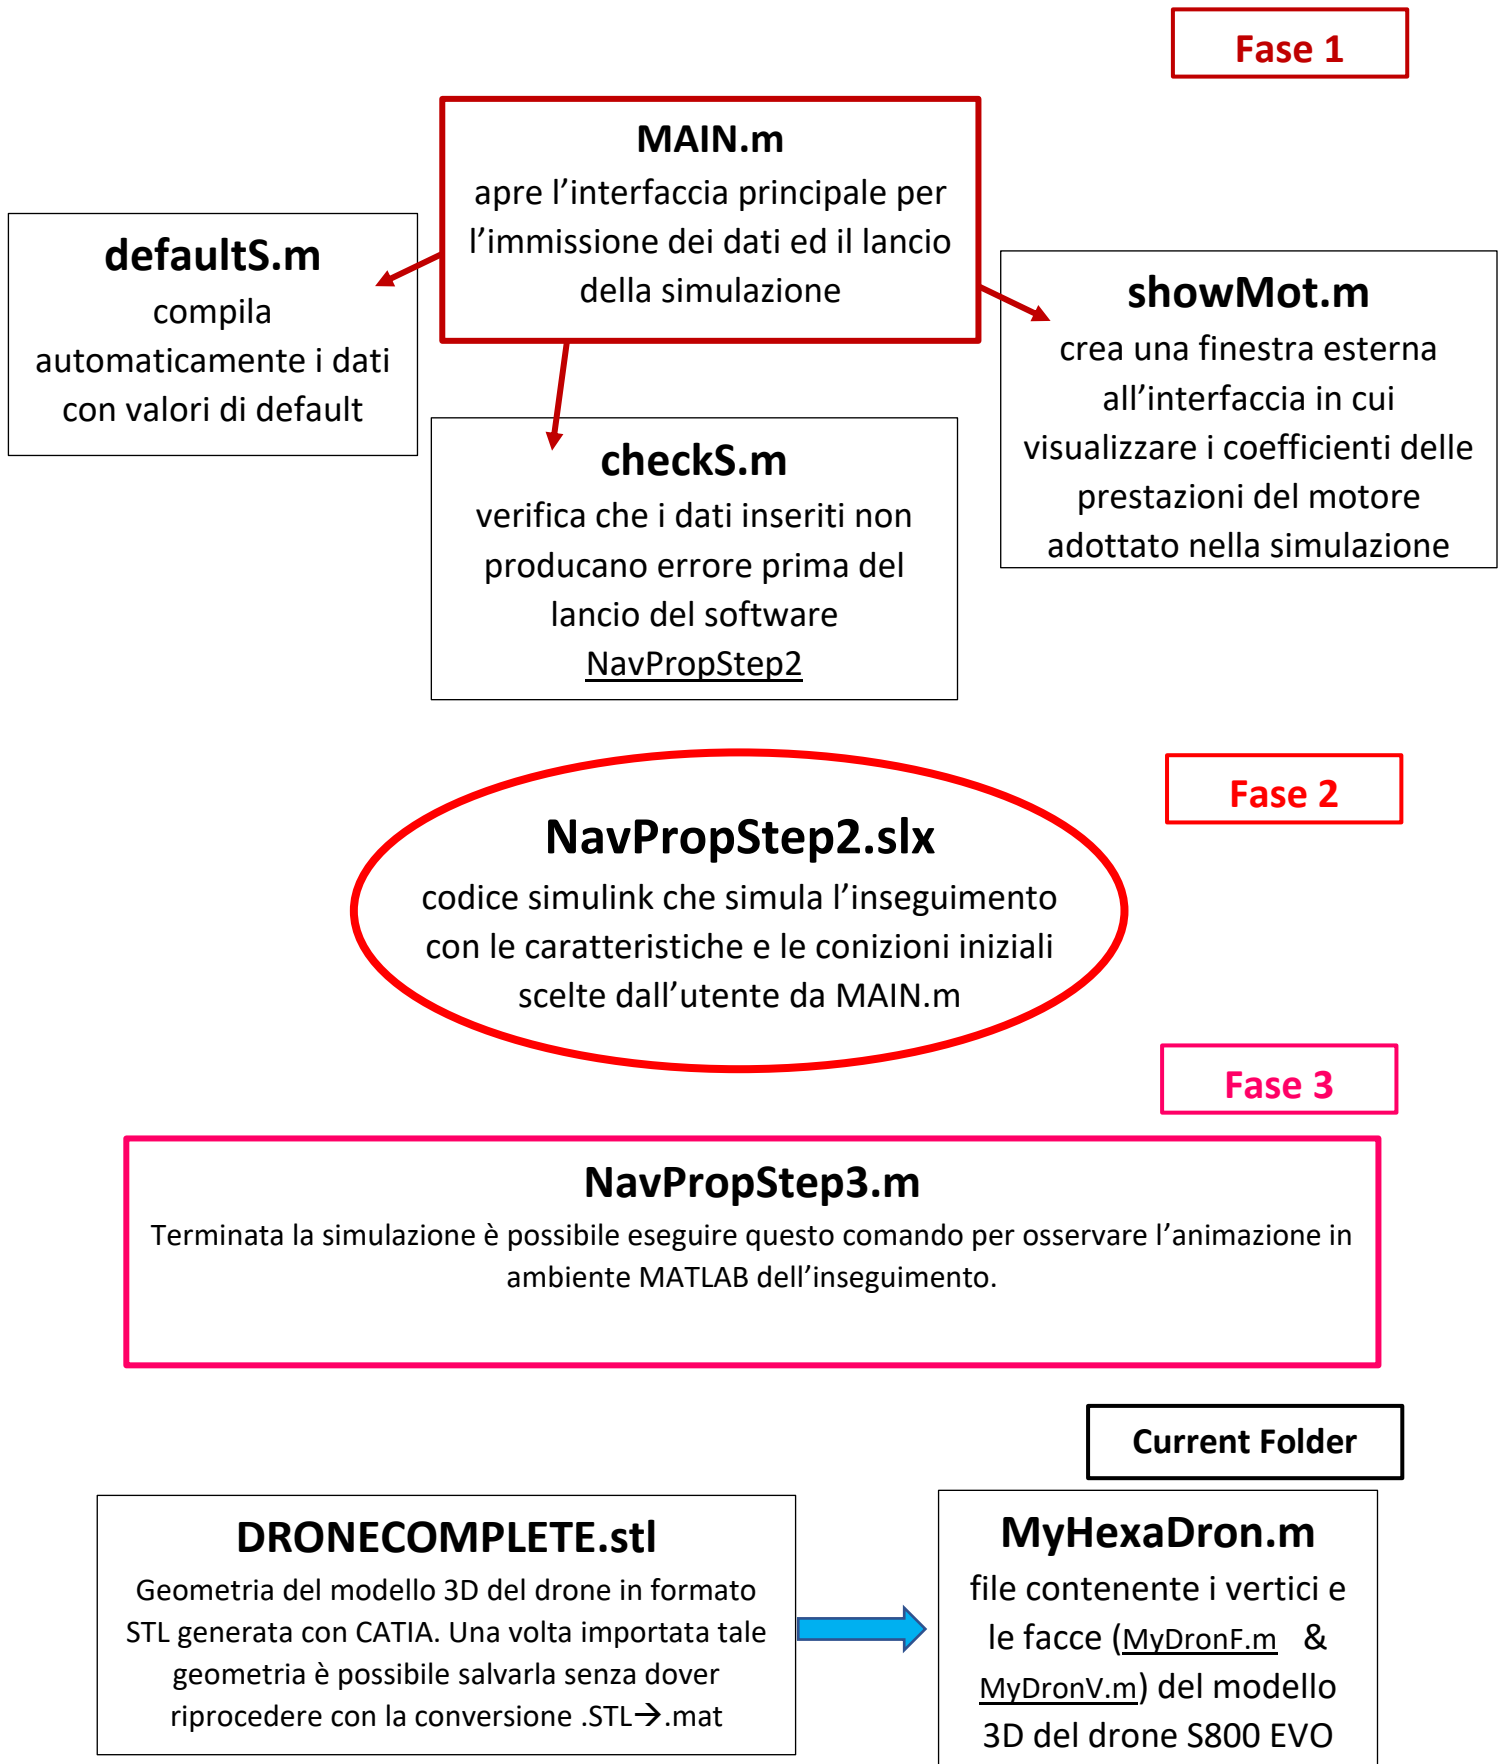 Fase 1
MAIN.m
apre l’interfaccia principale per
l’immissione dei dati ed il lancio
della simulazione
defaultS.m
compila
automaticamente i dati
con valori di default
showMot.m
crea una finestra esterna
all’interfaccia in cui
visualizzare i coefficienti delle
prestazioni del motore
adottato nella simulazione
checkS.m
verifica che i dati inseriti non
producano errore prima del
lancio del software
NavPropStep2
Fase 2
NavPropStep2.slx
codice simulink che simula l’inseguimento
con le caratteristiche e le conizioni iniziali
scelte dall’utente da MAIN.m
Fase 3
NavPropStep3.m
Terminata la simulazione è possibile eseguire questo comando per osservare l’animazione in
ambiente MATLAB dell’inseguimento.
Current Folder
DRONECOMPLETE.stl
Geometria del modello 3D del drone in formato
STL generata con CATIA. Una volta importata tale
geometria è possibile salvarla senza dover
riprocedere con la conversione .STL→.mat
MyHexaDron.m
file contenente i vertici e
le facce (MyDronF.m &
MyDronV.m) del modello
3D del drone S800 EVO